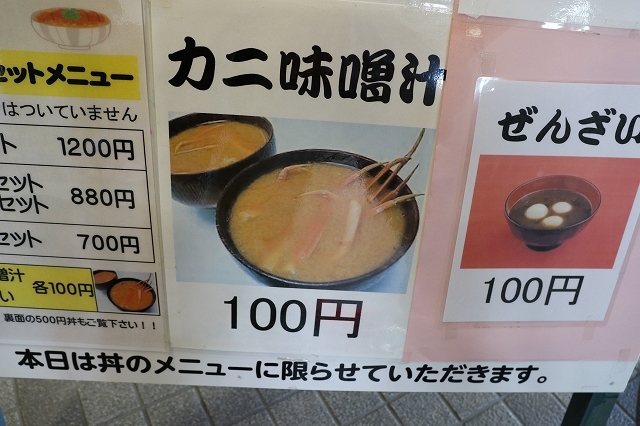 セットメニュー
はついていません
ット 1200円
セット
セット 880円
セット 700円
噌汁
い 各100円
裏面の500円丼もご覧下さい！！
カニ味噌汁
100円
ぜんざい
100円
本日は丼のメニューに限らせていただきます。